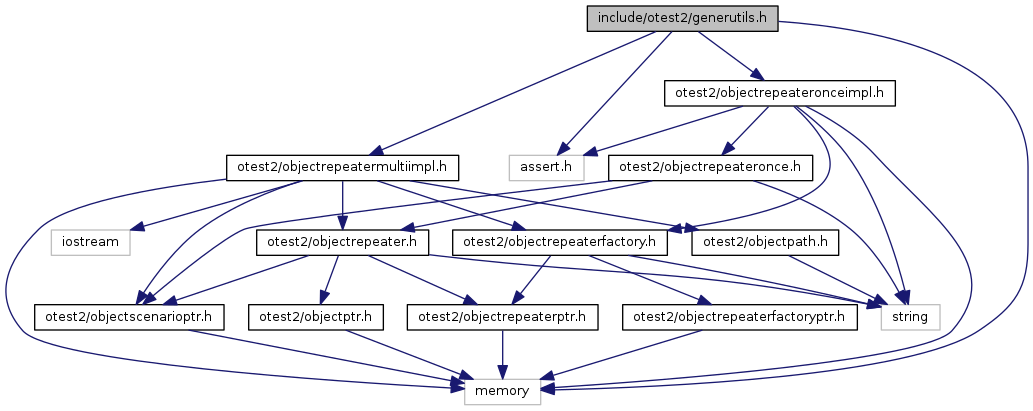 include/otest2/generutils.h
otest2/objectrepeateronceimpl.h
otest2/objectrepeatermultiimpl.h
assert.h
otest2/objectrepeateronce.h
iostream
otest2/objectrepeater.h
otest2/objectrepeaterfactory.h
otest2/objectpath.h
otest2/objectscenarioptr.h
otest2/objectptr.h
otest2/objectrepeaterptr.h
otest2/objectrepeaterfactoryptr.h
string
memory